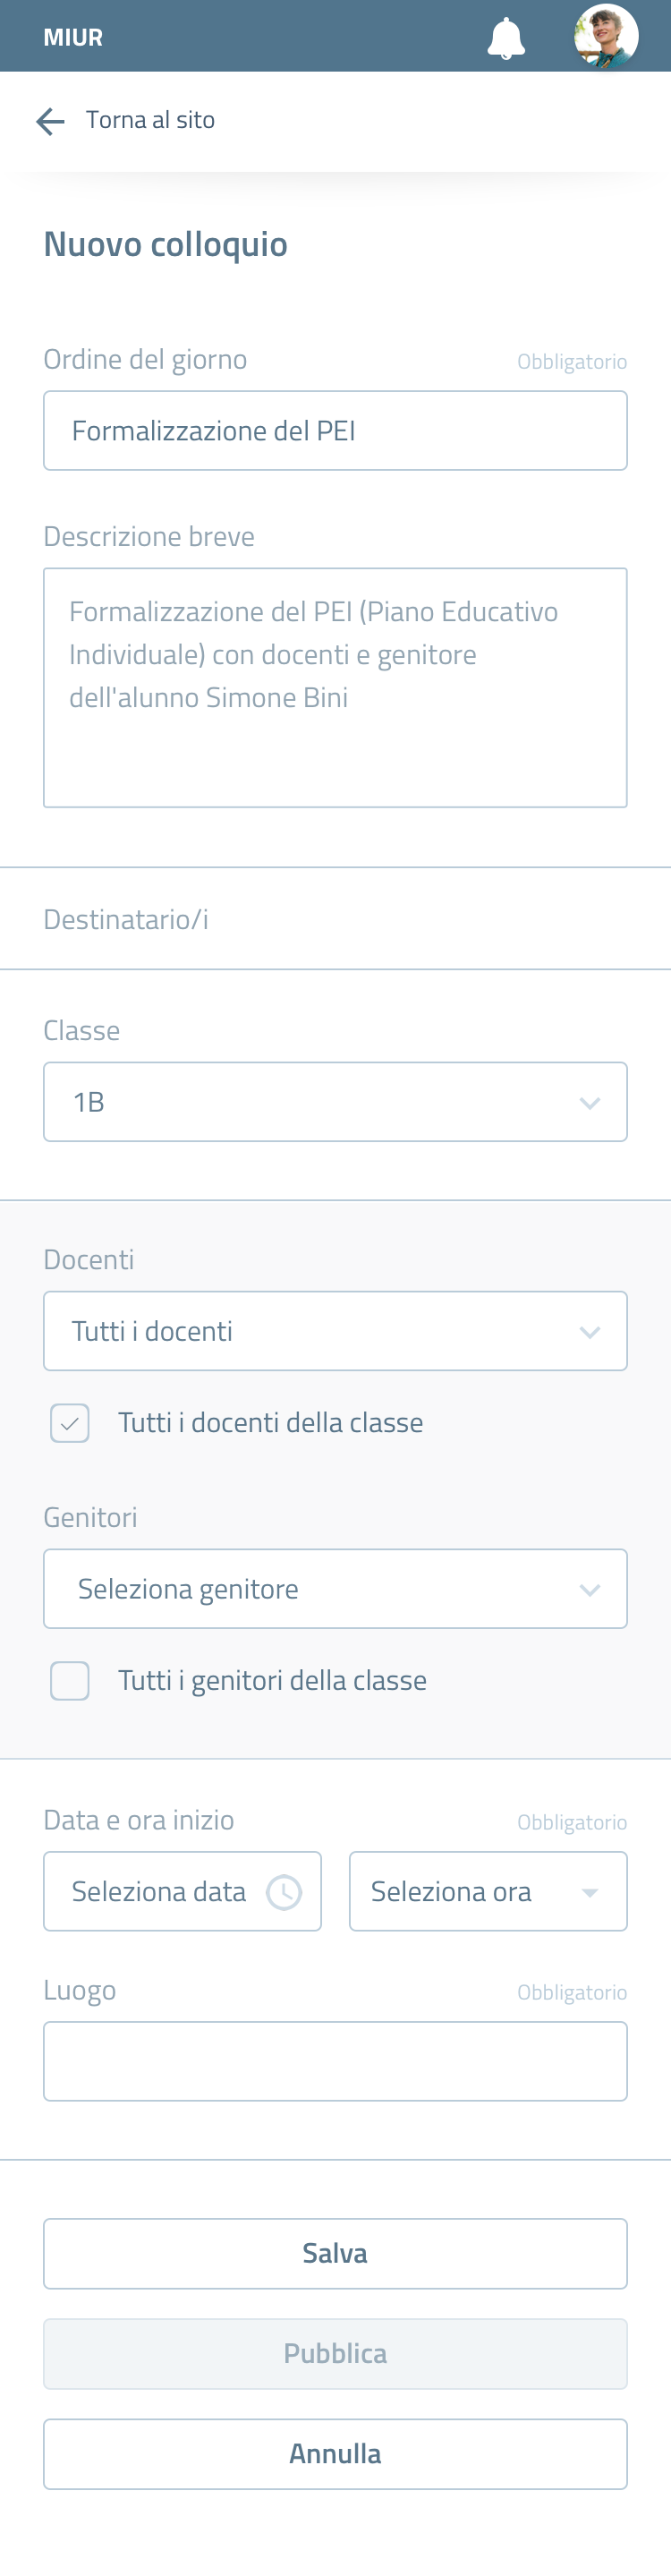 MIUR
Torna al sito
Nuovo colloquio
Ordine del giorno Obbligatorio
Formalizzazione del PEI
Descrizione breve
Formalizzazione del PEI (Piano Educativo
Individuale) con docenti e genitore
dell'alunno Simone Bini
Destinatario/i
Classe
1B
Docenti
Tutti i docenti
Tutti i docenti della classe
Genitori
Seleziona genitore
Tutti i genitori della classe
Data e ora inizio Obbligatorio
Seleziona data Seleziona ora
Luogo Obbligatorio
Salva
Pubblica
Annulla